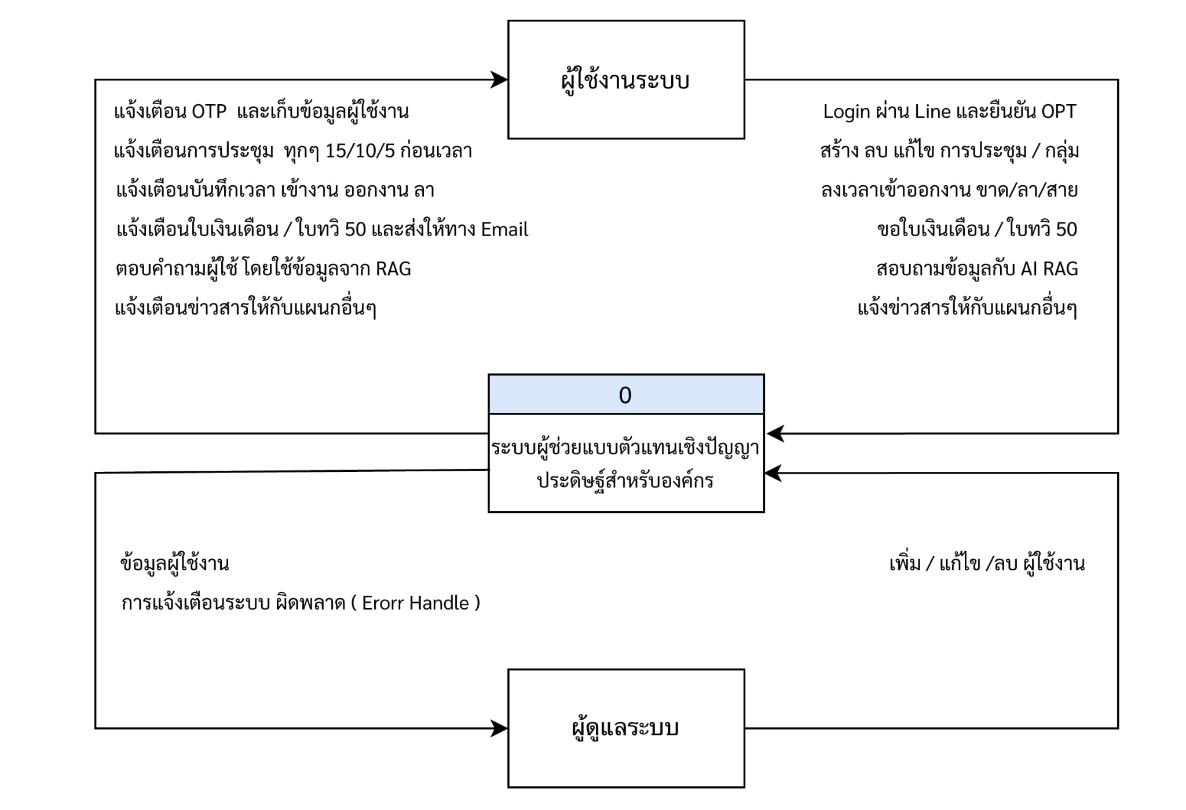 ผู้ใช้งานระบบ
แจ้งเตือน OTP และเก็บข้อมูลผู้ใช้งาน
แจ้งเตือนการประชุม ทุกๆ 15/10/5 ก่อนเวลา
แจ้งเตือนบันทึกเวลา เข้างาน ออกงาน ลา
แจ้งเตือนใบเงินเดือน / ใบทวิ 50 และส่งให้ทาง Email
ตอบคำถามผู้ใช้ โดยใช้ข้อมูลจาก RAG
แจ้งเตือนข่าวสารให้กับแผนกอื่นๆ
Login ผ่าน Line และยืนยัน OPT
สร้าง ลบ แก้ไข การประชุม / กลุ่ม
ลงเวลาเข้าออกงาน ขาด/ลา/สาย
ขอใบเงินเดือน / ใบทวิ 50
สอบถามข้อมูลกับ AI RAG
แจ้งข่าวสารให้กับแผนกอื่นๆ
0
ระบบผู้ช่วยแบบตัวแทนเชิงปัญญา
ประดิษฐ์สำหรับองค์กร
ข้อมูลผู้ใช้งาน
การแจ้งเตือนระบบ ผิดพลาด ( Erorr Handle )
เพิ่ม / แก้ไข /ลบ ผู้ใช้งาน
ผู้ดูแลระบบ